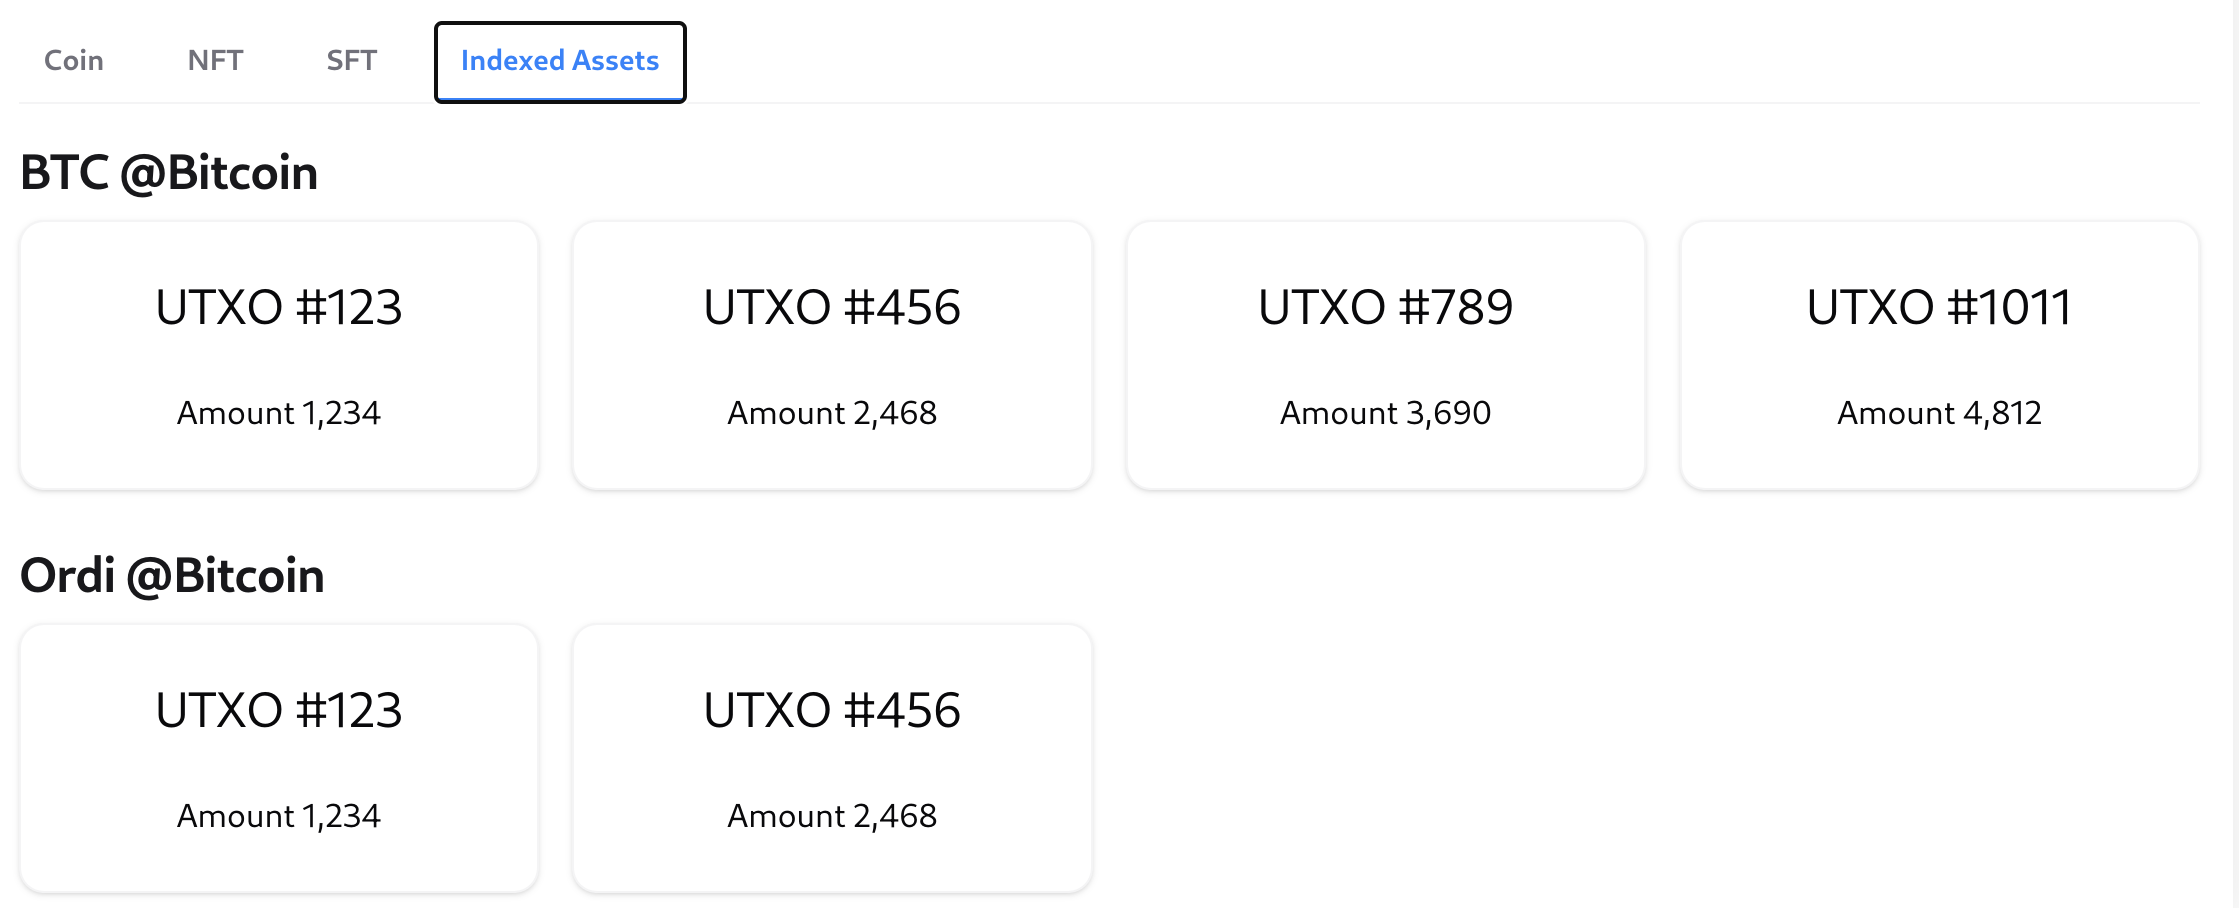 Coin NFT SFT Indexed Assets
BTC @Bitcoin
UTXO #123 UTXO #456 UTXO #789 UTXO #1011
Amount 1,234 Amount 2,468 Amount 3,690 Amount 4,812
Ordi @Bitcoin
UTXO #123 UTXO #456
Amount 1,234 Amount 2,468